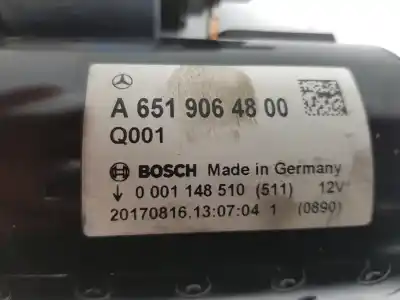 A 651 906 48 00
Q001
BOSCH Made in Germany
↓ 0 001 148 510 (511) 12V
20170816.13:07:04 1 (0890)